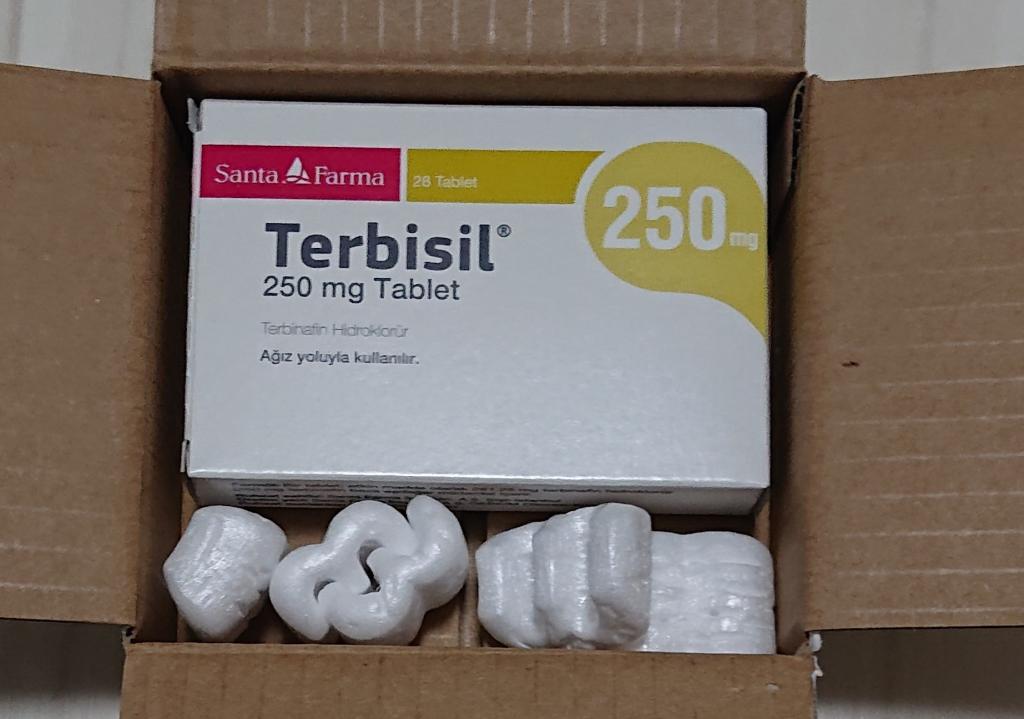 Santa Farma
28 Tablet
250 mg
Terbisil®
250 mg Tablet
Terbinafin Hidroklorür
Ağız yoluyla kullanılır.